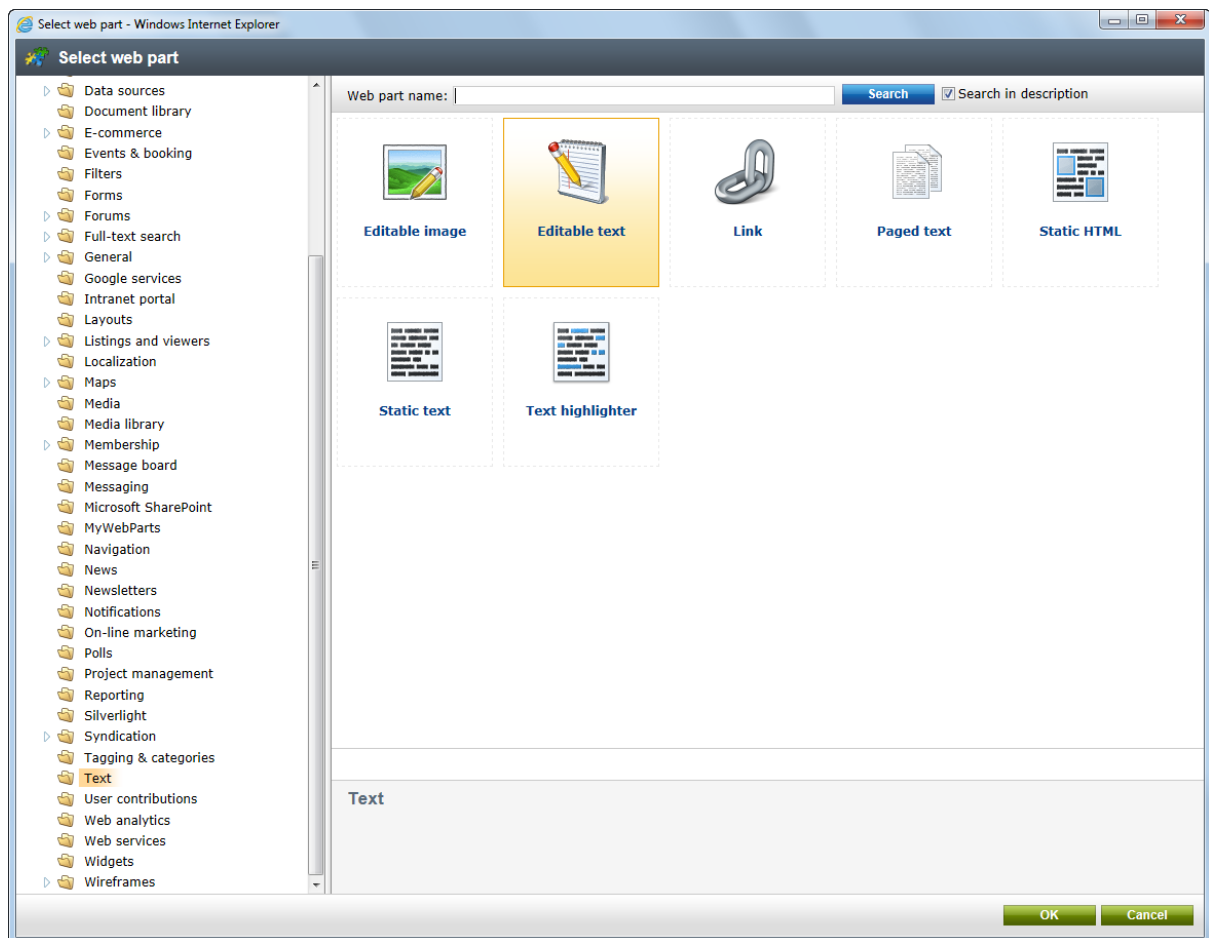 Select web part - Windows Internet Explorer
Select web part
Data sources
Document library
E-commerce
Events & booking
Filters
Forms
Forums
Full-text search
General
Google services
Intranet portal
Layouts
Listings and viewers
Localization
Maps
Media
Media library
Membership
Message board
Messaging
Microsoft SharePoint
MyWebParts
Navigation
News
Newsletters
Notifications
On-line marketing
Polls
Project management
Reporting
Silverlight
Syndication
Tagging & categories
Text
User contributions
Web analytics
Web services
Widgets
Wireframes
Web part name: Search Search in description
Editable image Editable text Link Paged text Static HTML
Static text Text highlighter
Text
OK Cancel